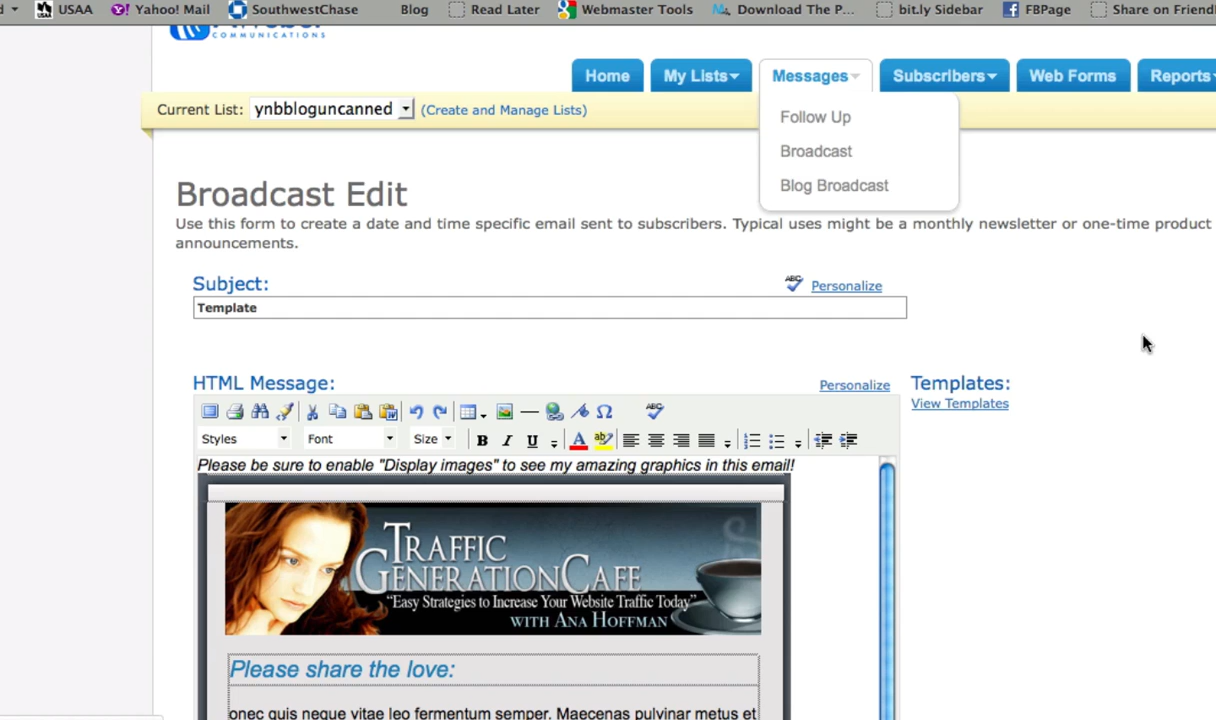 d USAA Yahoo! Mail SouthwestChase Blog Read Later Webmaster Tools Download The P... bit.ly Sidebar FBPage Share on Friend
COMMUNICATIONS
Home My Lists Messages Subscribers Web Forms Reports
Current List: ynbbloguncanned (Create and Manage Lists)
Follow Up
Broadcast
Blog Broadcast
Broadcast Edit
Use this form to create a date and time specific email sent to subscribers. Typical uses might be a monthly newsletter or one-time product
announcements.
Subject: ABC Personalize
Template
HTML Message: Personalize Templates:
View Templates
ABC
Styles Font Size B I U A ab
Please be sure to enable "Display images" to see my amazing graphics in this email!
TRAFFIC
GENERATIONCAFE
"Easy Strategies to Increase Your Website Traffic Today"
WITH ANA HOFFMAN
Please share the love:
onec quis neque vitae leo fermentum semper. Maecenas pulvinar metus et